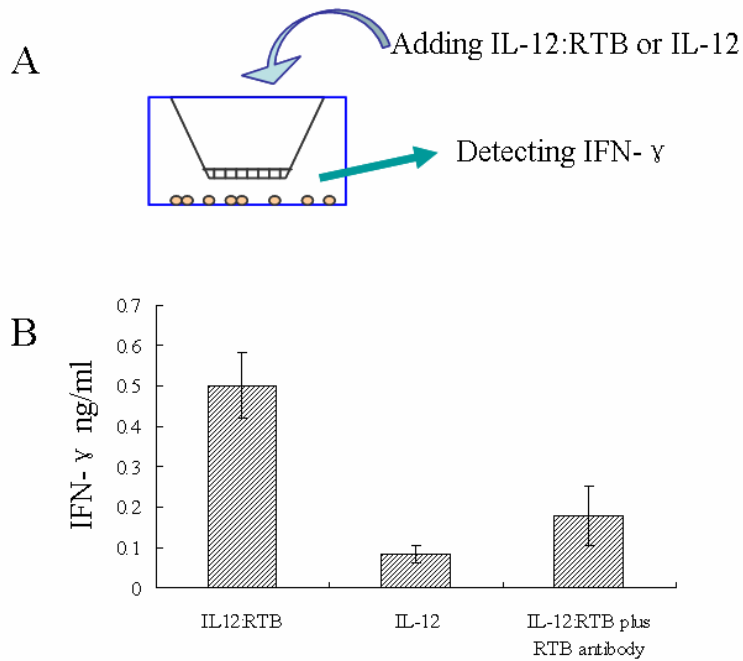 A
Adding IL-12:RTB or IL-12
Detecting IFN- γ
B
IFN- γ ng/ml
0.7
0.6
0.5
0.4
0.3
0.2
0.1
0
IL12:RTB
IL-12
IL-12:RTB plus
RTB antibody